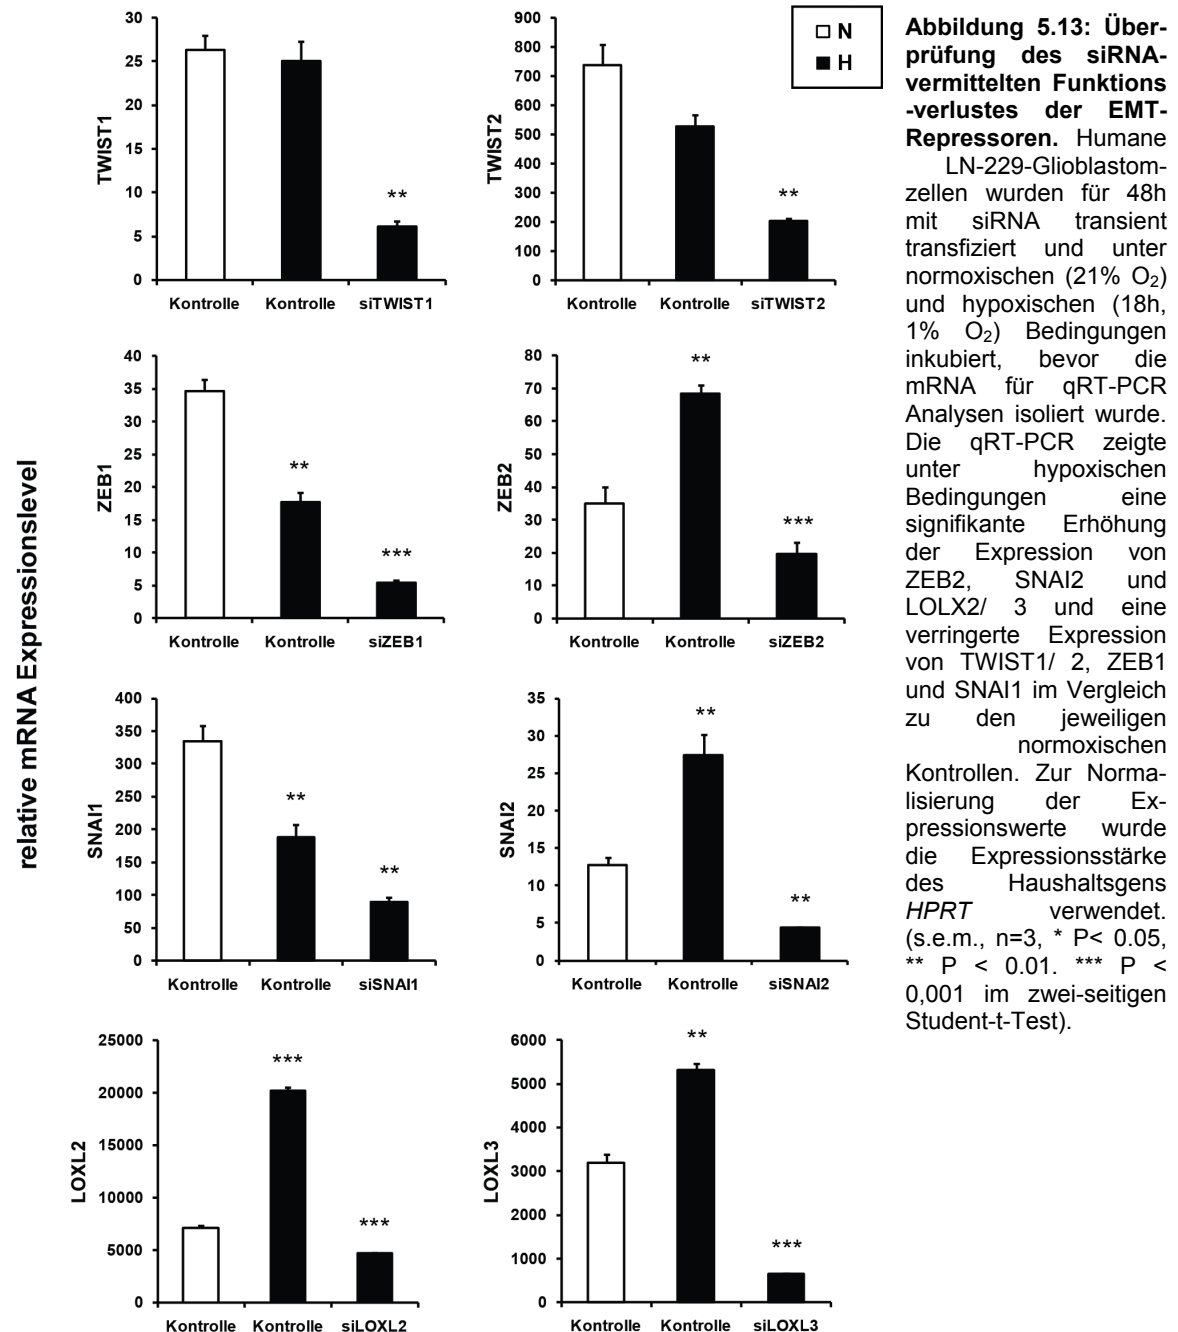 relative mRNA Expressionslevel
TWIST1
30
25
20
15
10
5
0
**
Kontrolle Kontrolle siTWIST1
TWIST2
900
800
700
600
500
400
300
200
100
0
**
Kontrolle Kontrolle siTWIST2
N
H
ZEB1
40
35
30
25
20
15
10
5
0
**
***
Kontrolle Kontrolle siZEB1
ZEB2
80
70
60
50
40
30
20
10
0
**
***
Kontrolle Kontrolle siZEB2
SNAI1
400
350
300
250
200
150
100
50
0
**
**
Kontrolle Kontrolle siSNAI1
SNAI2
35
30
25
20
15
10
5
0
**
**
Kontrolle Kontrolle siSNAI2
LOXL2
25000
20000
15000
10000
5000
0
***
***
Kontrolle Kontrolle siLOXL2
LOXL3
6000
5000
4000
3000
2000
1000
0
**
***
Kontrolle Kontrolle siLOXL3
Abbildung 5.13: Über-
prüfung des siRNA-
vermittelten Funktions
-verlustes der EMT-
Repressoren. Humane
LN-229-Glioblastom-
zellen wurden für 48h
mit siRNA transient
transfiziert und unter
normoxischen (21% O₂)
und hypoxischen (18h,
1% O₂) Bedingungen
inkubiert, bevor die
mRNA für qRT-PCR
Analysen isoliert wurde.
Die qRT-PCR zeigte
unter hypoxischen
Bedingungen eine
signifikante Erhöhung
der Expression von
ZEB2, SNAI2 und
LOLX2/ 3 und eine
verringerte Expression
von TWIST1/ 2, ZEB1
und SNAI1 im Vergleich
zu den jeweiligen
normoxischen
Kontrollen. Zur Norma-
lisierung der Ex-
pressionswerte wurde
die Expressionsstärke
des Haushaltsgens
HPRT verwendet.
(s.e.m., n=3, * P< 0.05,
** P < 0.01. *** P <
0,001 im zwei-seitigen
Student-t-Test).